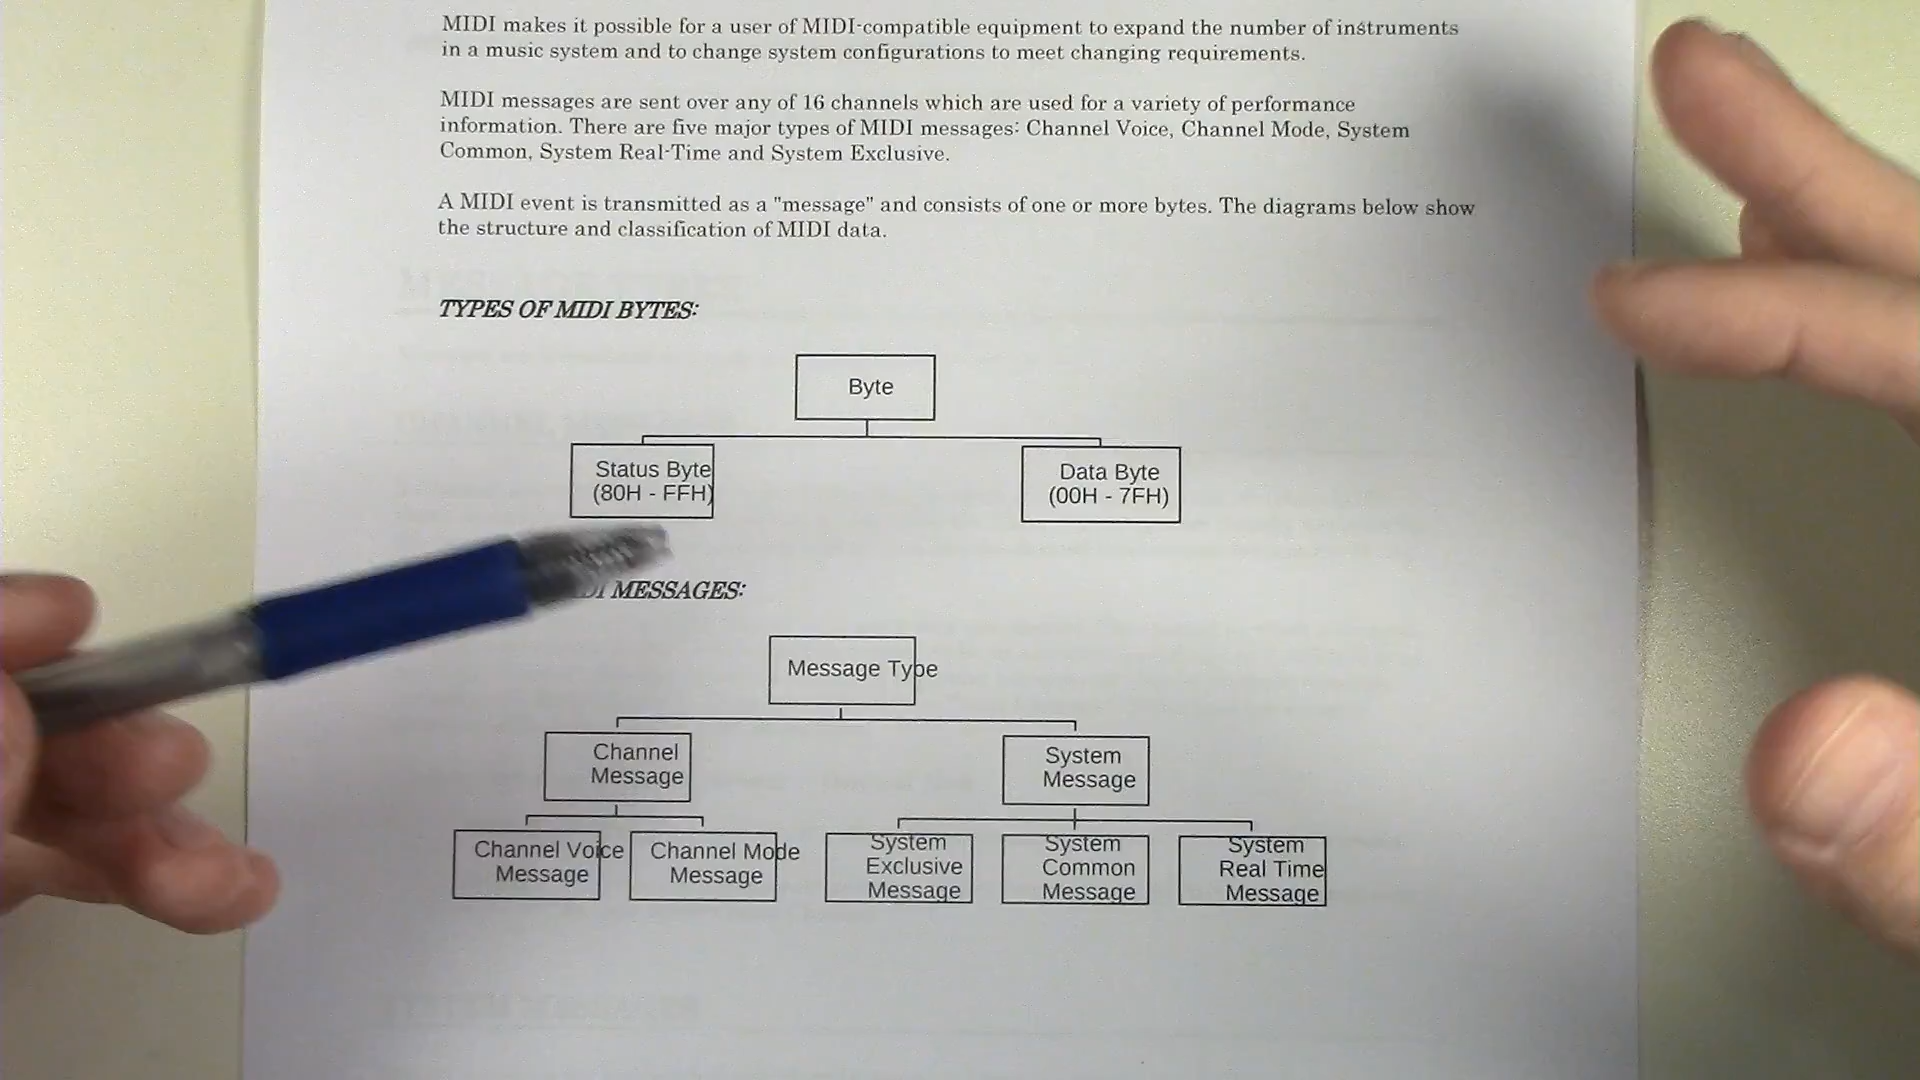 MIDI makes it possible for a user of MIDI-compatible equipment to expand the number of instruments
in a music system and to change system configurations to meet changing requirements.
MIDI messages are sent over any of 16 channels which are used for a variety of performance
information. There are five major types of MIDI messages: Channel Voice, Channel Mode, System
Common, System Real-Time and System Exclusive.
A MIDI event is transmitted as a "message" and consists of one or more bytes. The diagrams below show
the structure and classification of MIDI data.
TYPES OF MIDI BYTES:
Byte
Status Byte
(80H - FFH)
Data Byte
(00H - 7FH)
MESSAGES:
Message Type
Channel
Message
System
Message
Channel Voice
Message
Channel Mode
Message
System
Exclusive
Message
System
Common
Message
System
Real Time
Message